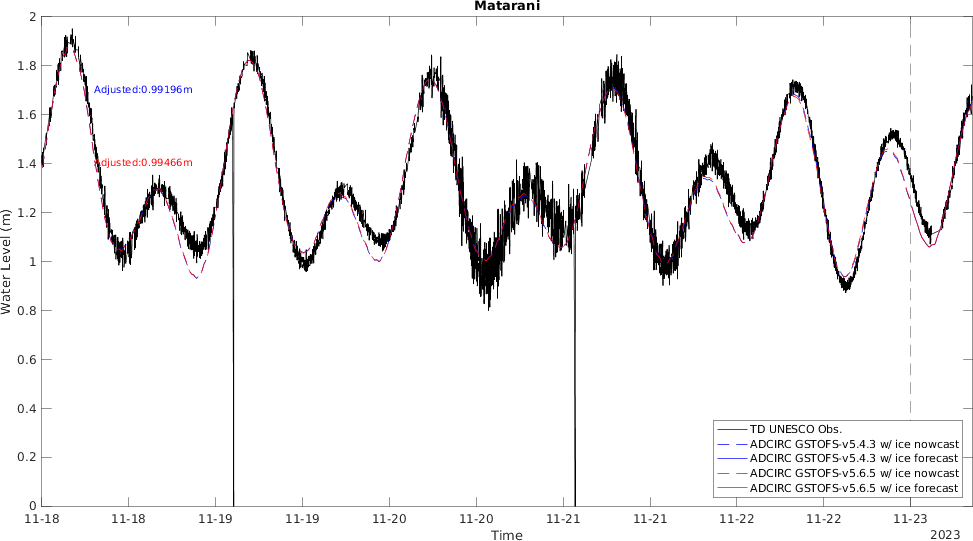 Matarani
2
1.8
1.6
1.4
1.2
1
0.8
0.6
0.4
0.2
0
Water Level (m)
Adjusted:0.99196m
Adjusted:0.99466m
TD UNESCO Obs.
ADCIRC GSTOFS-v5.4.3 w/ ice nowcast
ADCIRC GSTOFS-v5.4.3 w/ ice forecast
ADCIRC GSTOFS-v5.6.5 w/ ice nowcast
ADCIRC GSTOFS-v5.6.5 w/ ice forecast
11-18 11-18 11-19 11-19 11-20 11-20 11-21 11-21 11-22 11-22 11-23
Time
2023